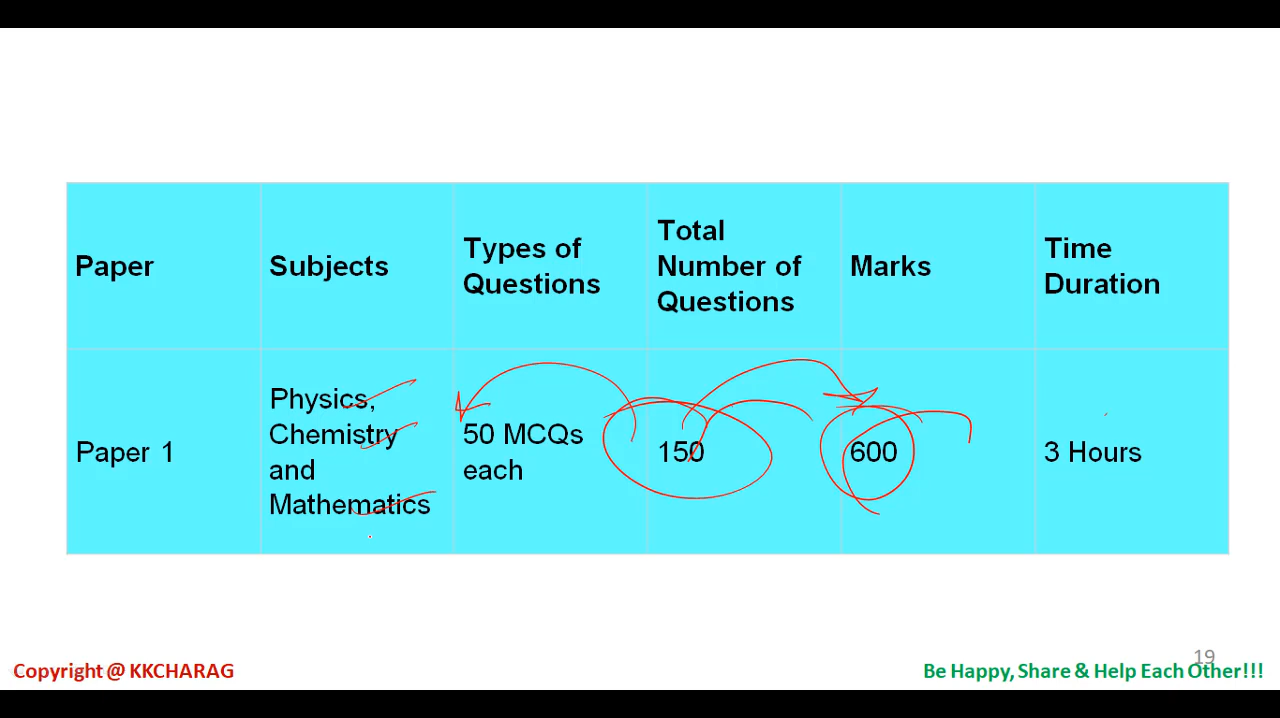 Paper
Subjects
Types of
Questions
Total
Number of
Questions
Marks
Time
Duration
Paper 1
Physics,
Chemistry
and
Mathematics
50 MCQs
each
150
600
3 Hours
19
Copyright @ KKCHARAG
Be Happy, Share & Help Each Other!!!